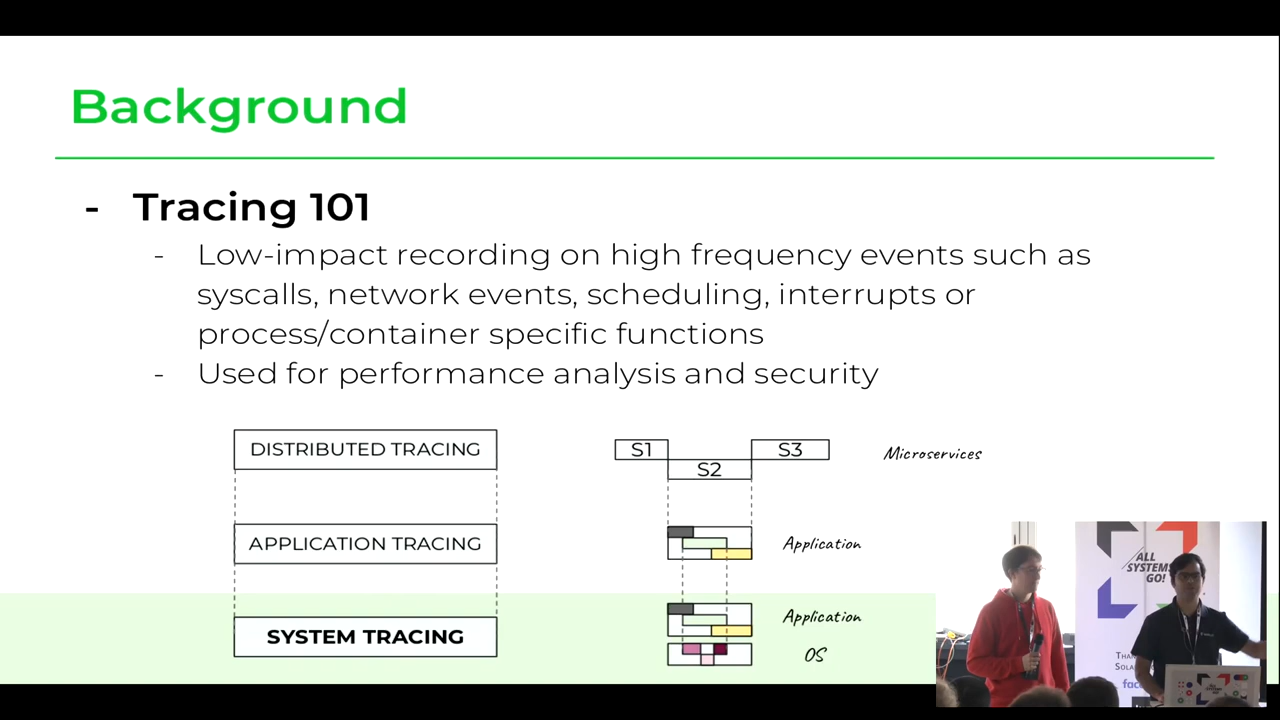 Background
- Tracing 101
- Low-impact recording on high frequency events such as
syscalls, network events, scheduling, interrupts or
process/container specific functions
- Used for performance analysis and security
DISTRIBUTED TRACING
S1
S3
S2
Microservices
APPLICATION TRACING
Application
SYSTEM TRACING
Application
OS
ALL
SYSTEMS
GO!